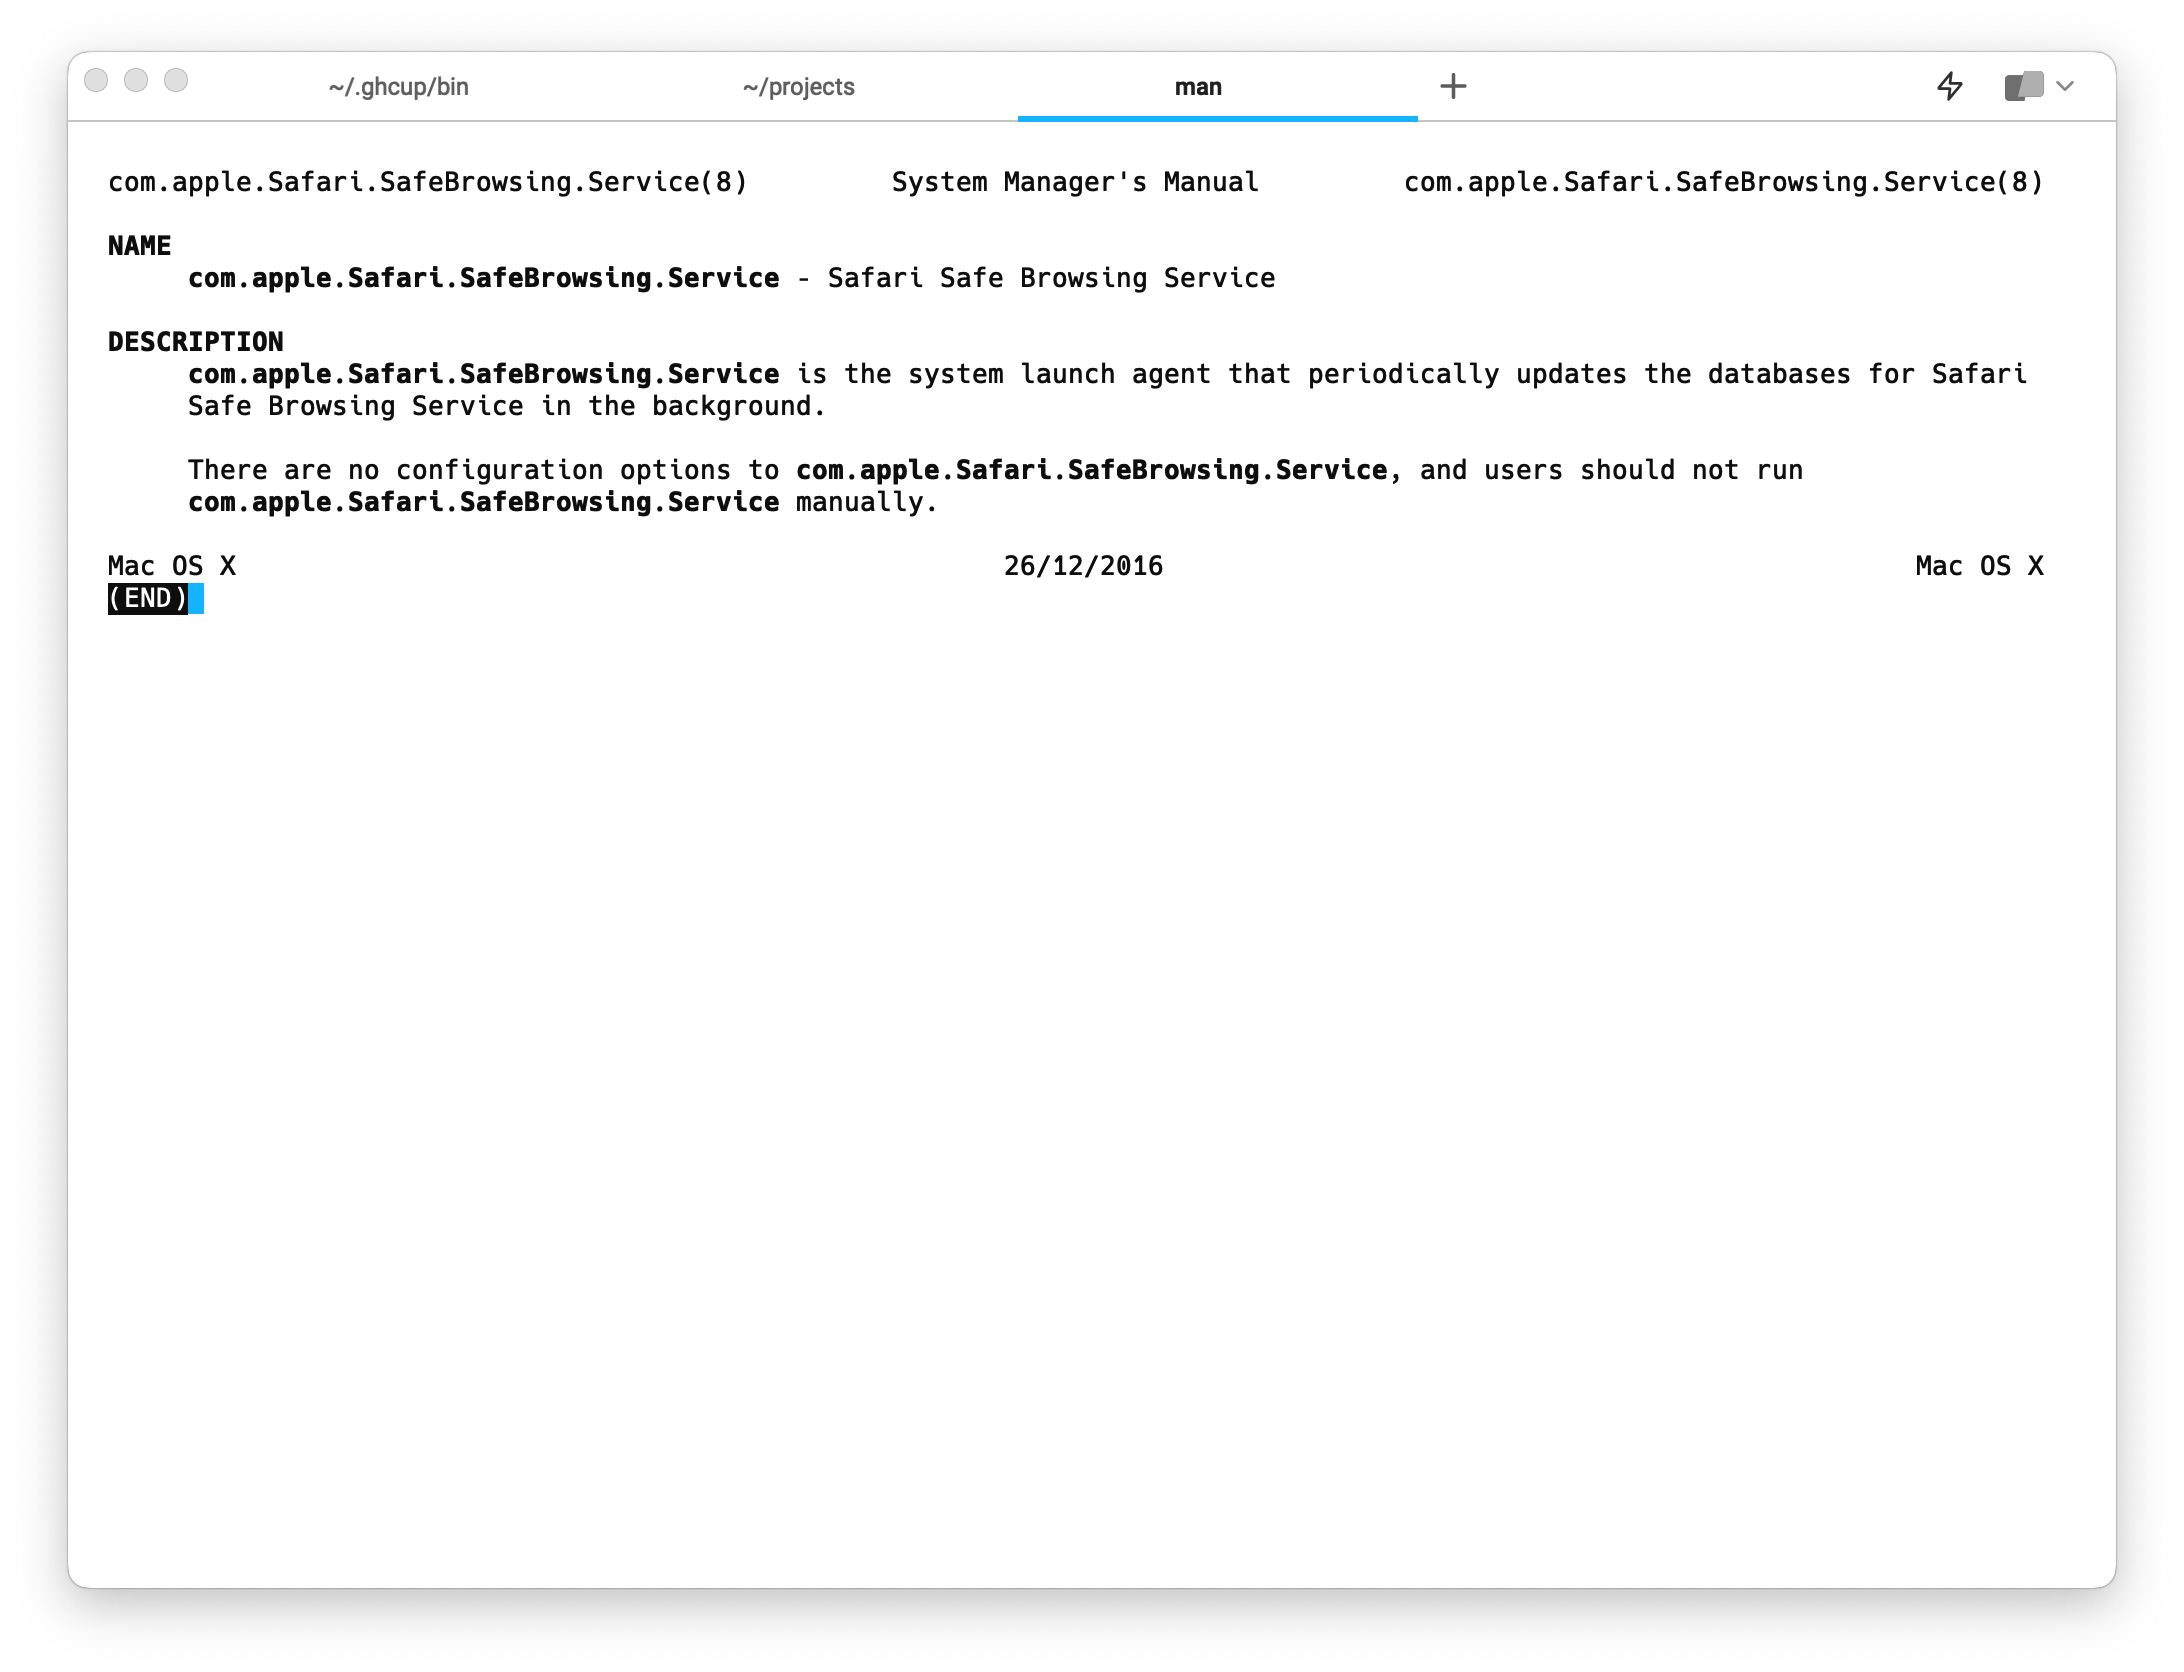 ~/.ghcup/bin ~/projects man
com.apple.Safari.SafeBrowsing.Service(8) System Manager's Manual com.apple.Safari.SafeBrowsing.Service(8)
NAME
com.apple.Safari.SafeBrowsing.Service - Safari Safe Browsing Service
DESCRIPTION
com.apple.Safari.SafeBrowsing.Service is the system launch agent that periodically updates the databases for Safari
Safe Browsing Service in the background.
There are no configuration options to com.apple.Safari.SafeBrowsing.Service, and users should not run
com.apple.Safari.SafeBrowsing.Service manually.
Mac OS X 26/12/2016 Mac OS X
(END)